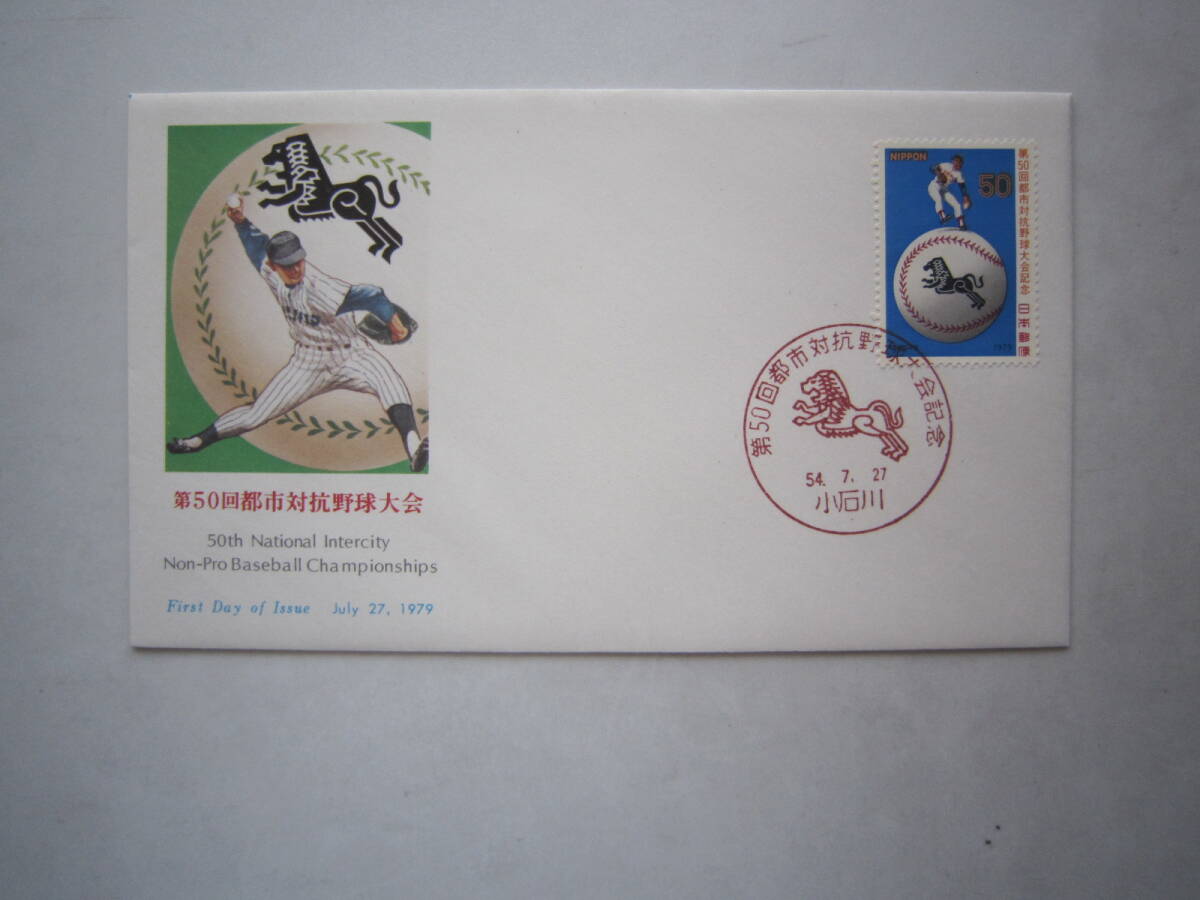 第50回都市対抗野球大会
50th National Intercity
Non-Pro Baseball Championships
First Day of Issue July 27, 1979
NIPPON
50
第50回都市対抗野球大会記念 日本郵便
1979
第50回都市対抗野球大会記念
54. 7. 27
小石川